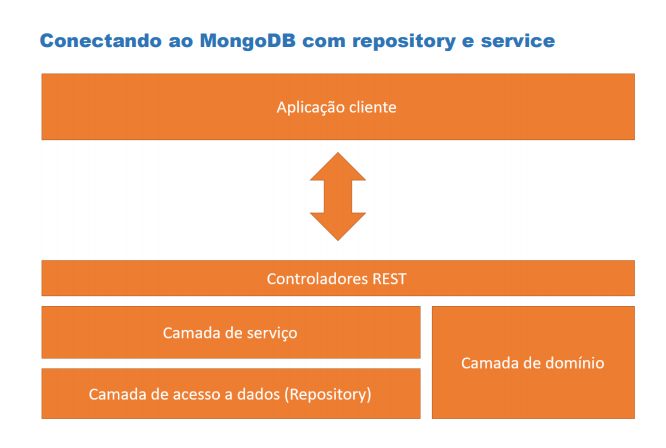 Conectando ao MongoDB com repository e service
Aplicação cliente
Controladores REST
Camada de serviço
Camada de domínio
Camada de acesso a dados (Repository)